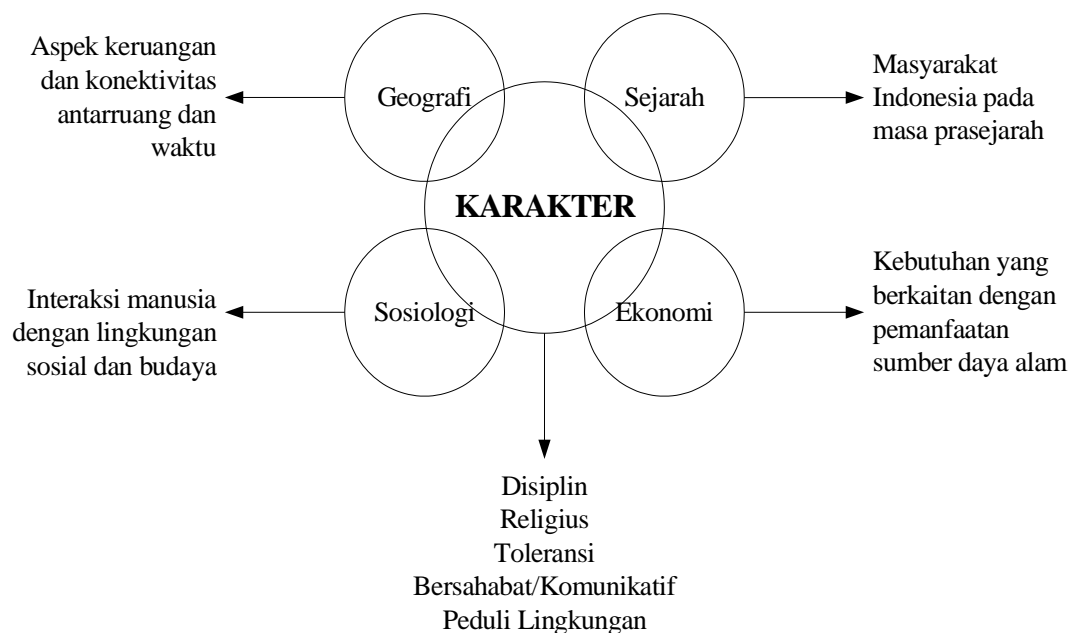 Aspek keruangan
dan konektivitas
antarruang dan
waktu
Geografi
Sejarah
Masyarakat
Indonesia pada
masa prasejarah
KARAKTER
Interaksi manusia
dengan lingkungan
sosial dan budaya
Sosiologi
Ekonomi
Kebutuhan yang
berkaitan dengan
pemanfaatan
sumber daya alam
Disiplin
Religius
Toleransi
Bersahabat/Komunikatif
Peduli Lingkungan